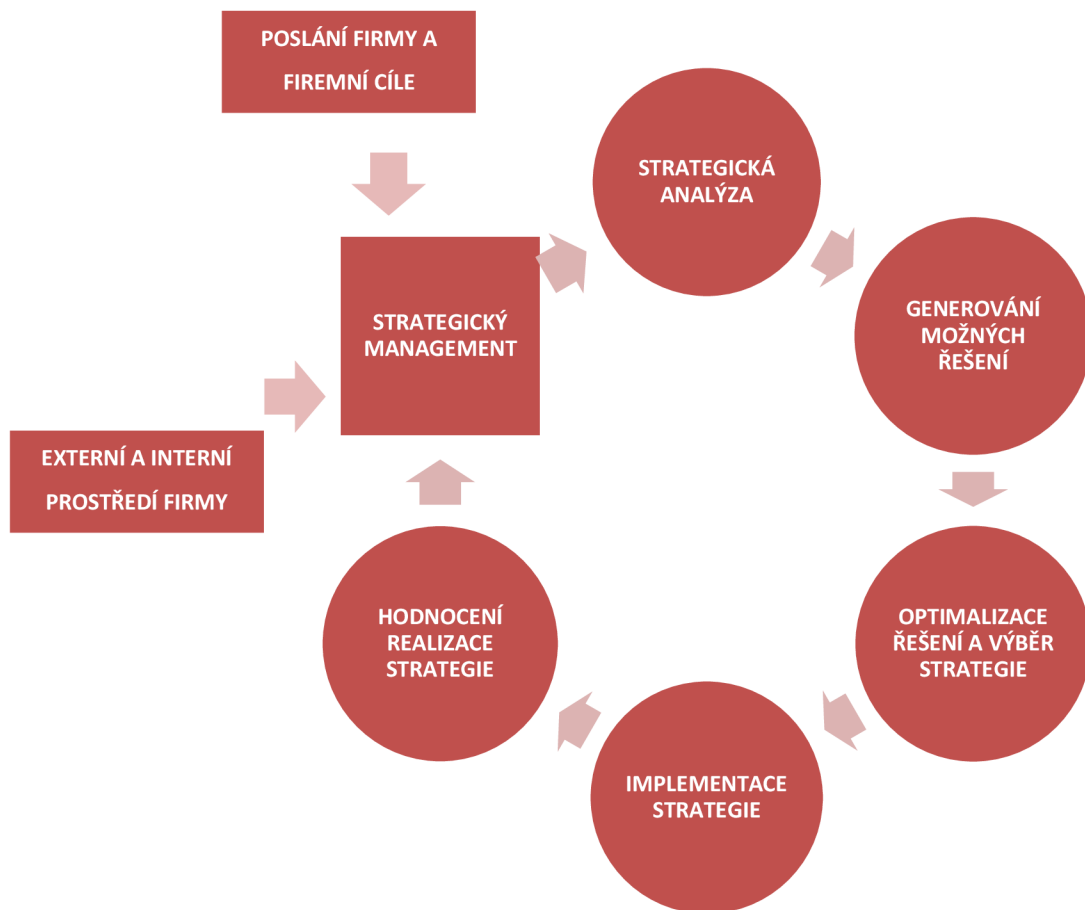 POSLÁNÍ FIRMY A
FIREMNÍ CÍLE
STRATEGICKÁ
ANALÝZA
GENEROVÁNÍ
MOŽNÝCH
ŘEŠENÍ
STRATEGICKÝ
MANAGEMENT
EXTERNÍ A INTERNÍ
PROSTŘEDÍ FIRMY
HODNOCENÍ
REALIZACE
STRATEGIE
OPTIMALIZACE
ŘEŠENÍ A VÝBĚR
STRATEGIE
IMPLEMENTACE
STRATEGIE